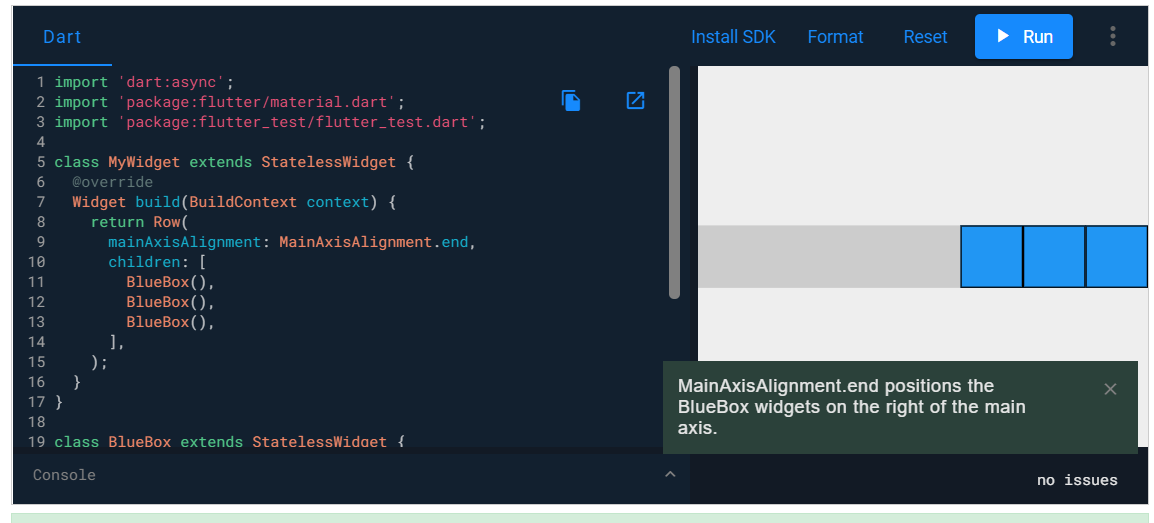 Dart
Install SDK Format Reset Run
1 import 'dart:async';
2 import 'package:flutter/material.dart';
3 import 'package:flutter_test/flutter_test.dart';
4
5 class MyWidget extends StatelessWidget {
6   @override
7   Widget build(BuildContext context) {
8     return Row(
9       mainAxisAlignment: MainAxisAlignment.end,
10       children: [
11         BlueBox(),
12         BlueBox(),
13         BlueBox(),
14       ],
15     );
16   }
17 }
18
19 class BlueBox extends StatelessWidget {
MainAxisAlignment.end positions the
BlueBox widgets on the right of the main
axis.
Console
no issues